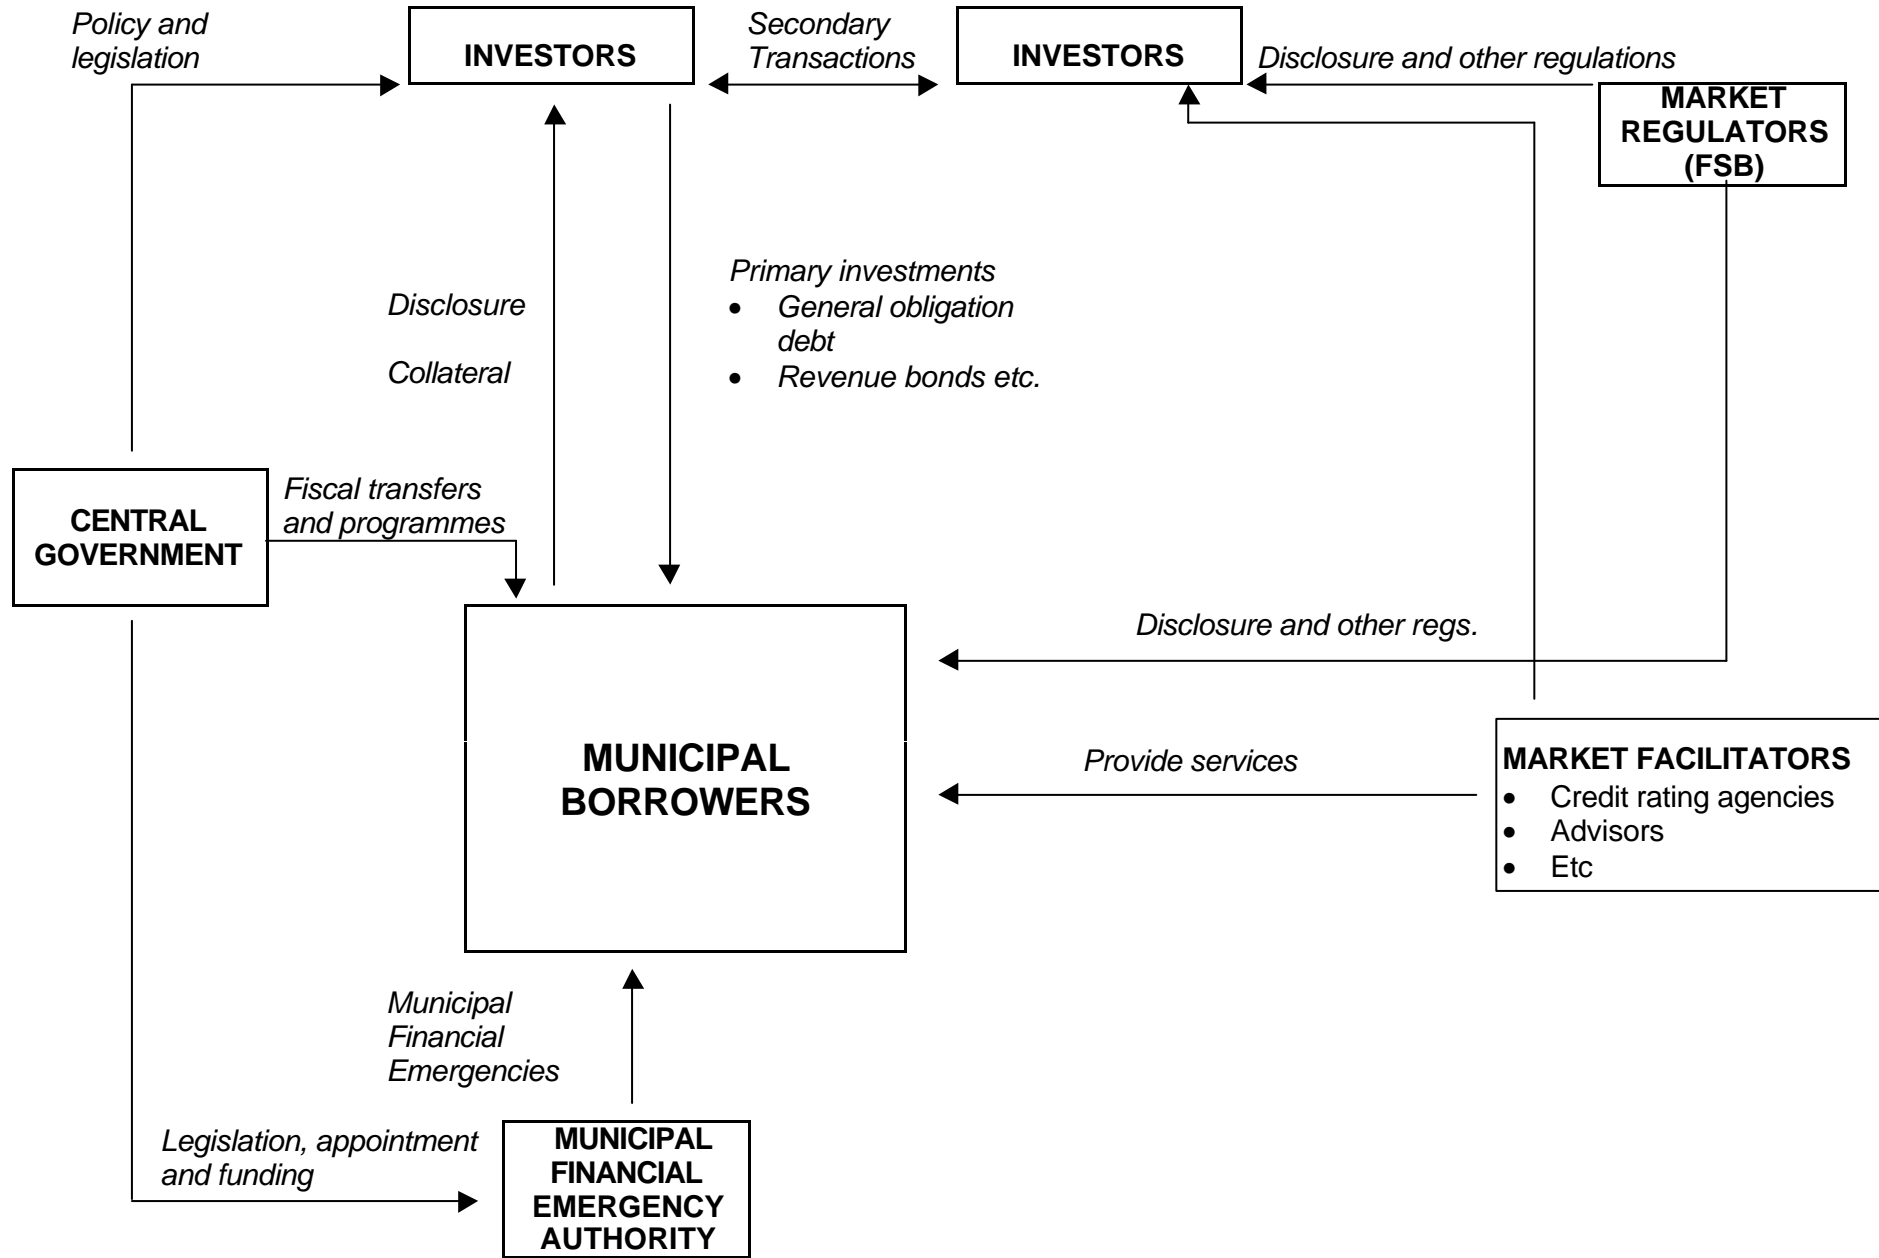 Policy and
legislation
INVESTORS
Secondary
Transactions
INVESTORS
Disclosure and other regulations
MARKET
REGULATORS
(FSB)
Disclosure
Collateral
Primary investments
• General obligation
debt
• Revenue bonds etc.
CENTRAL
GOVERNMENT
Fiscal transfers
and programmes
Disclosure and other regs.
MUNICIPAL
BORROWERS
Provide services
MARKET FACILITATORS
• Credit rating agencies
• Advisors
• Etc
Municipal
Financial
Emergencies
Legislation, appointment
and funding
MUNICIPAL
FINANCIAL
EMERGENCY
AUTHORITY